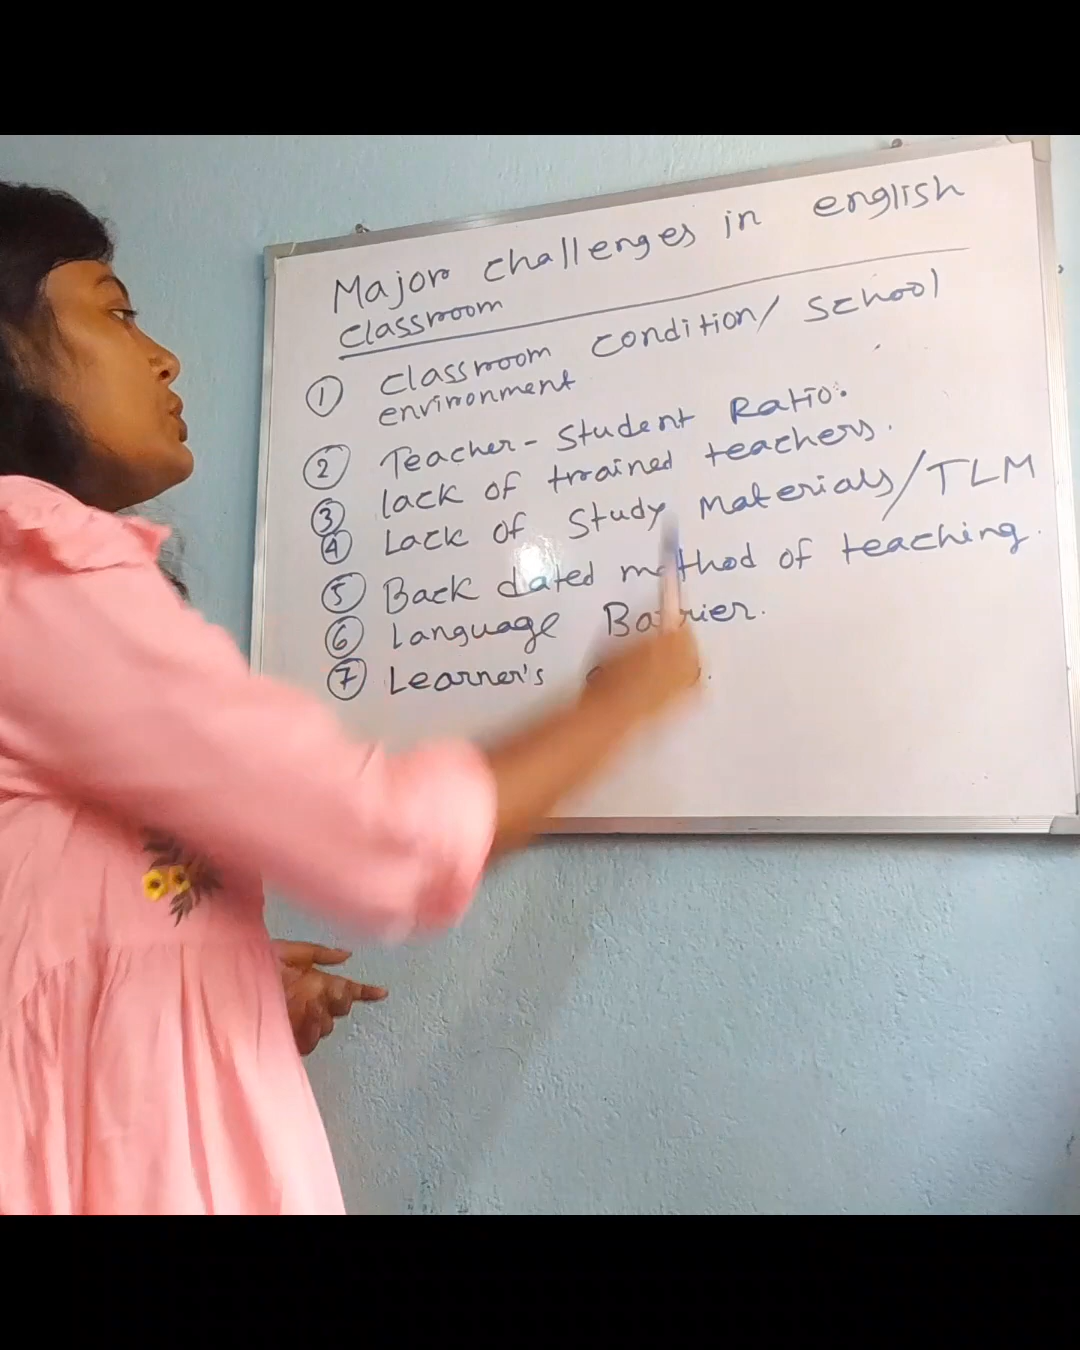 Major challenges in english
classroom
① classroom condition/ School
environment
② Teacher - Student Ratio.
③ lack of trained teachers.
④ Lack of Study Materials/TLM
⑤ Back dated method of teaching.
⑥ Language Barrier.
⑦ Learner's